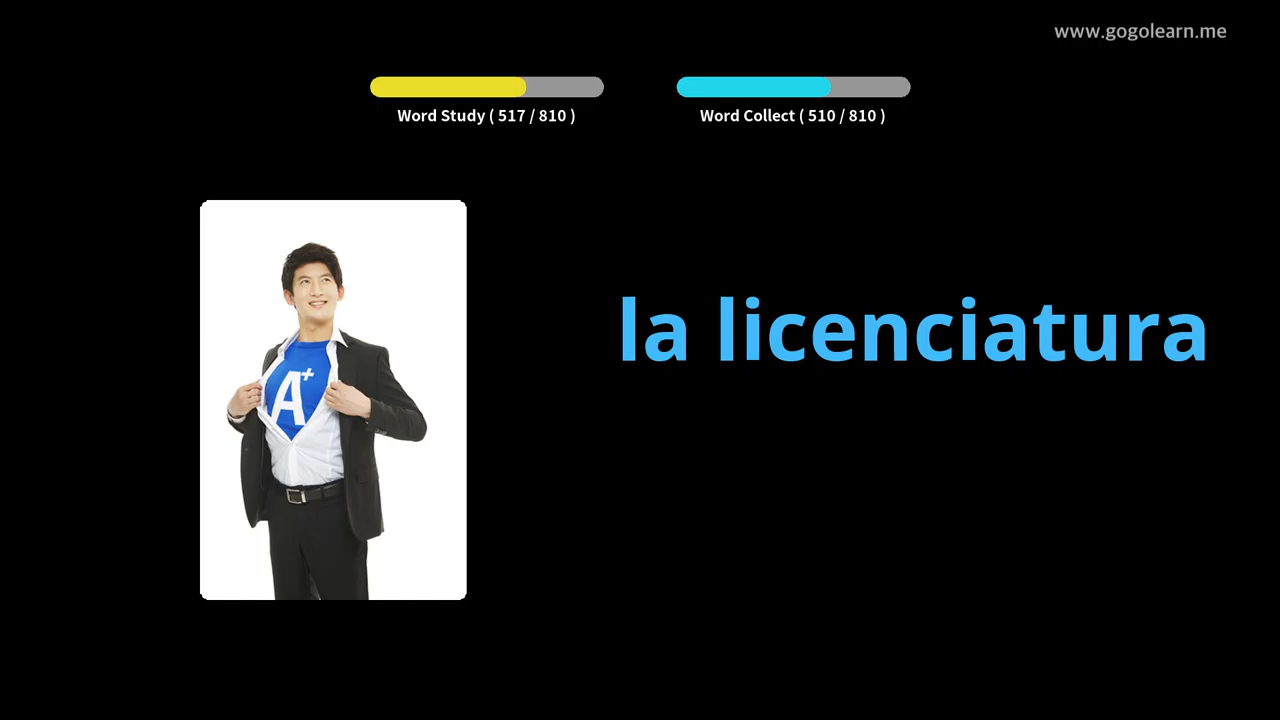 www.gogolearn.me
Word Study ( 517 / 810 )
Word Collect ( 510 / 810 )
A+
la licenciatura